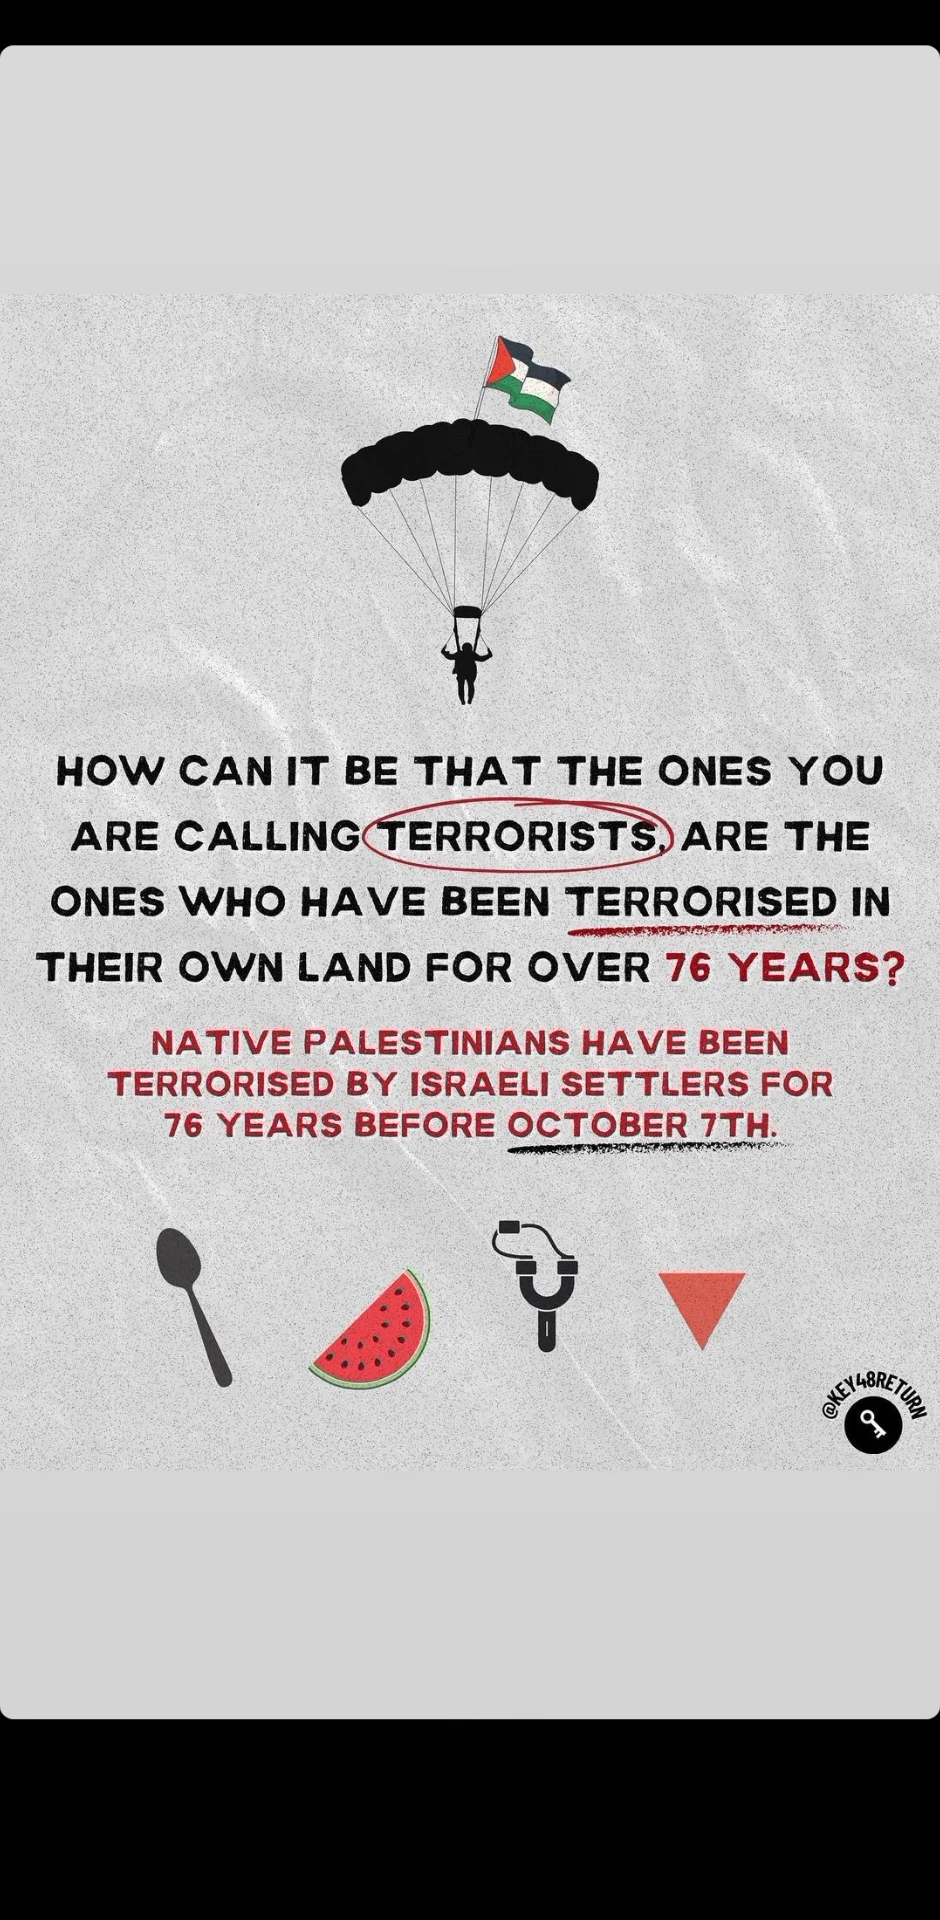 HOW CAN IT BE THAT THE ONES YOU
ARE CALLING TERRORISTS, ARE THE
ONES WHO HAVE BEEN TERRORISED IN
THEIR OWN LAND FOR OVER 76 YEARS?
NATIVE PALESTINIANS HAVE BEEN
TERRORISED BY ISRAELI SETTLERS FOR
76 YEARS BEFORE OCTOBER 7TH.
@KEY48RETURN